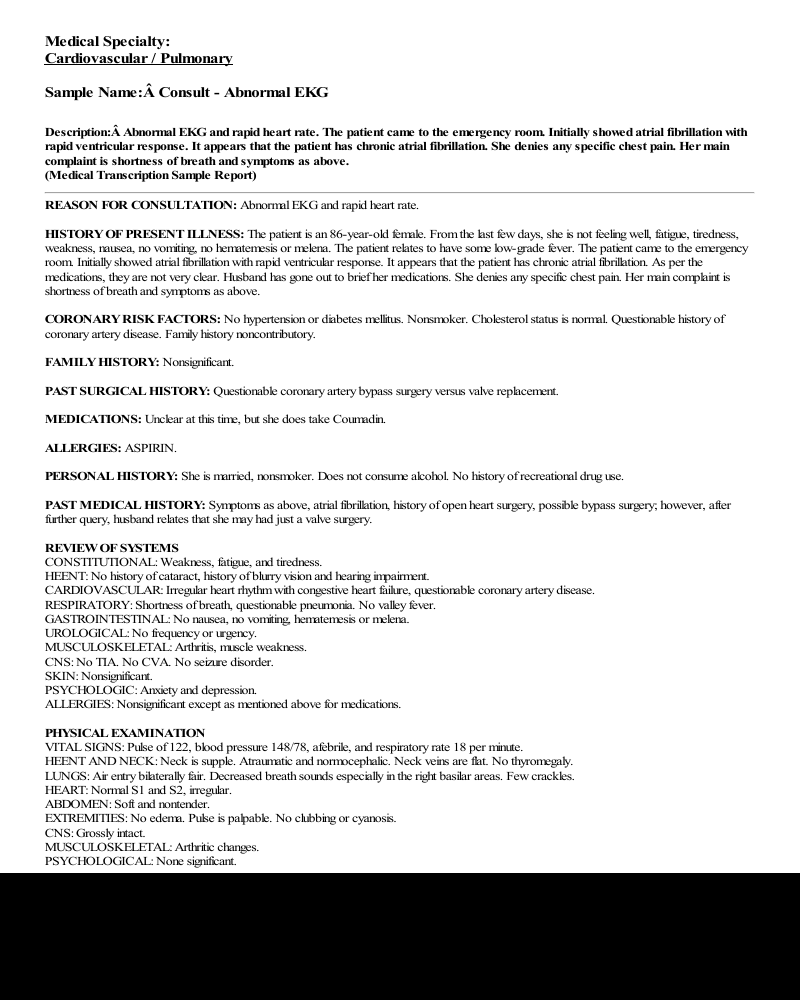 Medical Specialty:
Cardiovascular / Pulmonary
Sample Name:Â Consult - Abnormal EKG
Description:Â Abnormal EKG and rapid heart rate. The patient came to the emergency room. Initially showed atrial fibrillation with
rapid ventricular response. It appears that the patient has chronic atrial fibrillation. She denies any specific chest pain. Her main
complaint is shortness of breath and symptoms as above.
(Medical Transcription Sample Report)
REASON FOR CONSULTATION: Abnormal EKG and rapid heart rate.
HISTORY OF PRESENT ILLNESS: The patient is an 86-year-old female. From the last few days, she is not feeling well, fatigue, tiredness,
weakness, nausea, no vomiting, no hematemesis or melena. The patient relates to have some low-grade fever. The patient came to the emergency
room. Initially showed atrial fibrillation with rapid ventricular response. It appears that the patient has chronic atrial fibrillation. As per the
medications, they are not very clear. Husband has gone out to brief her medications. She denies any specific chest pain. Her main complaint is
shortness of breath and symptoms as above.
CORONARY RISK FACTORS: No hypertension or diabetes mellitus. Nonsmoker. Cholesterol status is normal. Questionable history of
coronary artery disease. Family history noncontributory.
FAMILY HISTORY: Nonsignificant.
PAST SURGICAL HISTORY: Questionable coronary artery bypass surgery versus valve replacement.
MEDICATIONS: Unclear at this time, but she does take Coumadin.
ALLERGIES: ASPIRIN.
PERSONAL HISTORY: She is married, nonsmoker. Does not consume alcohol. No history of recreational drug use.
PAST MEDICAL HISTORY: Symptoms as above, atrial fibrillation, history of open heart surgery, possible bypass surgery; however, after
further query, husband relates that she may had just a valve surgery.
REVIEW OF SYSTEMS
CONSTITUTIONAL: Weakness, fatigue, and tiredness.
HEENT: No history of cataract, history of blurry vision and hearing impairment.
CARDIOVASCULAR: Irregular heart rhythm with congestive heart failure, questionable coronary artery disease.
RESPIRATORY: Shortness of breath, questionable pneumonia. No valley fever.
GASTROINTESTINAL: No nausea, no vomiting, hematemesis or melena.
UROLOGICAL: No frequency or urgency.
MUSCULOSKELETAL: Arthritis, muscle weakness.
CNS: No TIA. No CVA. No seizure disorder.
SKIN: Nonsignificant.
PSYCHOLOGIC: Anxiety and depression.
ALLERGIES: Nonsignificant except as mentioned above for medications.
PHYSICAL EXAMINATION
VITAL SIGNS: Pulse of 122, blood pressure 148/78, afebrile, and respiratory rate 18 per minute.
HEENT AND NECK: Neck is supple. Atraumatic and normocephalic. Neck veins are flat. No thyromegaly.
LUNGS: Air entry bilaterally fair. Decreased breath sounds especially in the right basilar areas. Few crackles.
HEART: Normal S1 and S2, irregular.
ABDOMEN: Soft and nontender.
EXTREMITIES: No edema. Pulse is palpable. No clubbing or cyanosis.
CNS: Grossly intact.
MUSCULOSKELETAL: Arthritic changes.
PSYCHOLOGICAL: None significant.